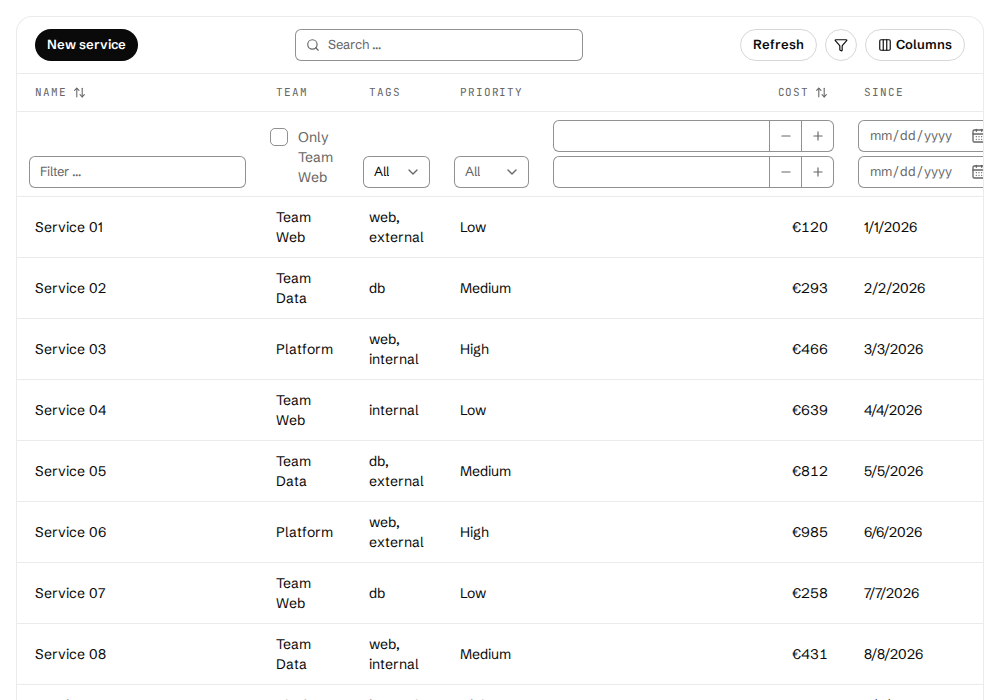 New service
Search ...
Refresh
Columns
NAME TEAM TAGS PRIORITY COST SINCE
Only
Team
Web
mm/dd/yyyy
Filter ...
All
All
mm/dd/yyyy
Service 01 Team Web web, external Low €120 1/1/2026
Service 02 Team Data db Medium €293 2/2/2026
Service 03 Platform web, internal High €466 3/3/2026
Service 04 Team Web internal Low €639 4/4/2026
Service 05 Team Data db, external Medium €812 5/5/2026
Service 06 Platform web, external High €985 6/6/2026
Service 07 Team Web db Low €258 7/7/2026
Service 08 Team Data web, internal Medium €431 8/8/2026